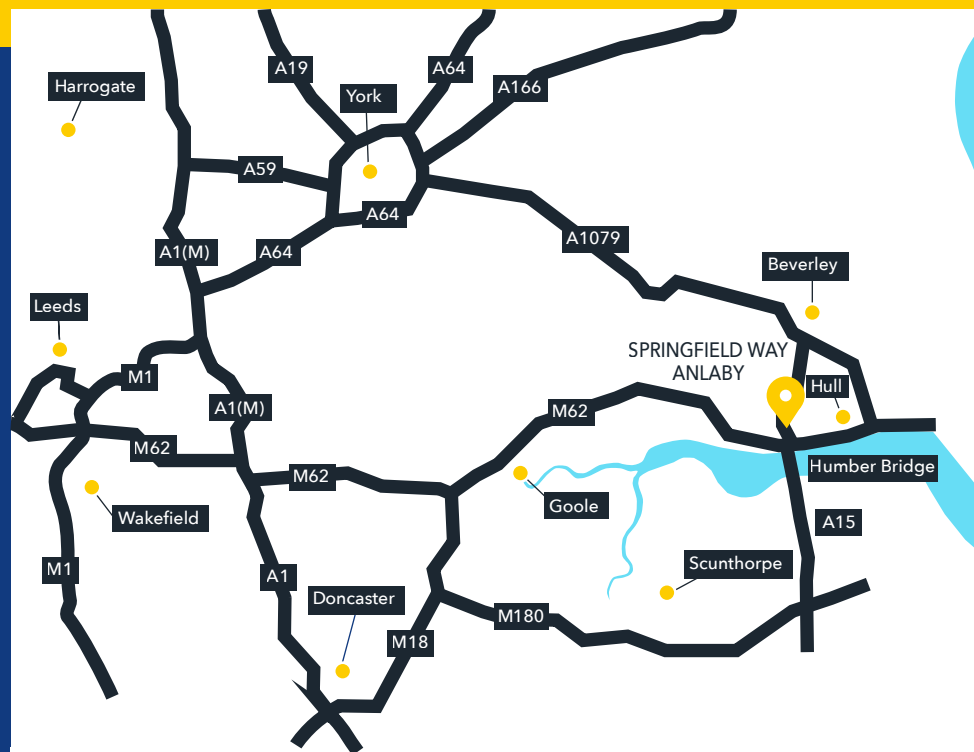 A19
A64
Harrogate
York
A166
A59
A64
A1079
A1(M)
A64
Beverley
Leeds
SPRINGFIELD WAY
ANLABY
M1
Hull
A1(M)
M62
M62
M62
Humber Bridge
Goole
Wakefield
A15
Scunthorpe
M1
A1
Doncaster
M180
M18